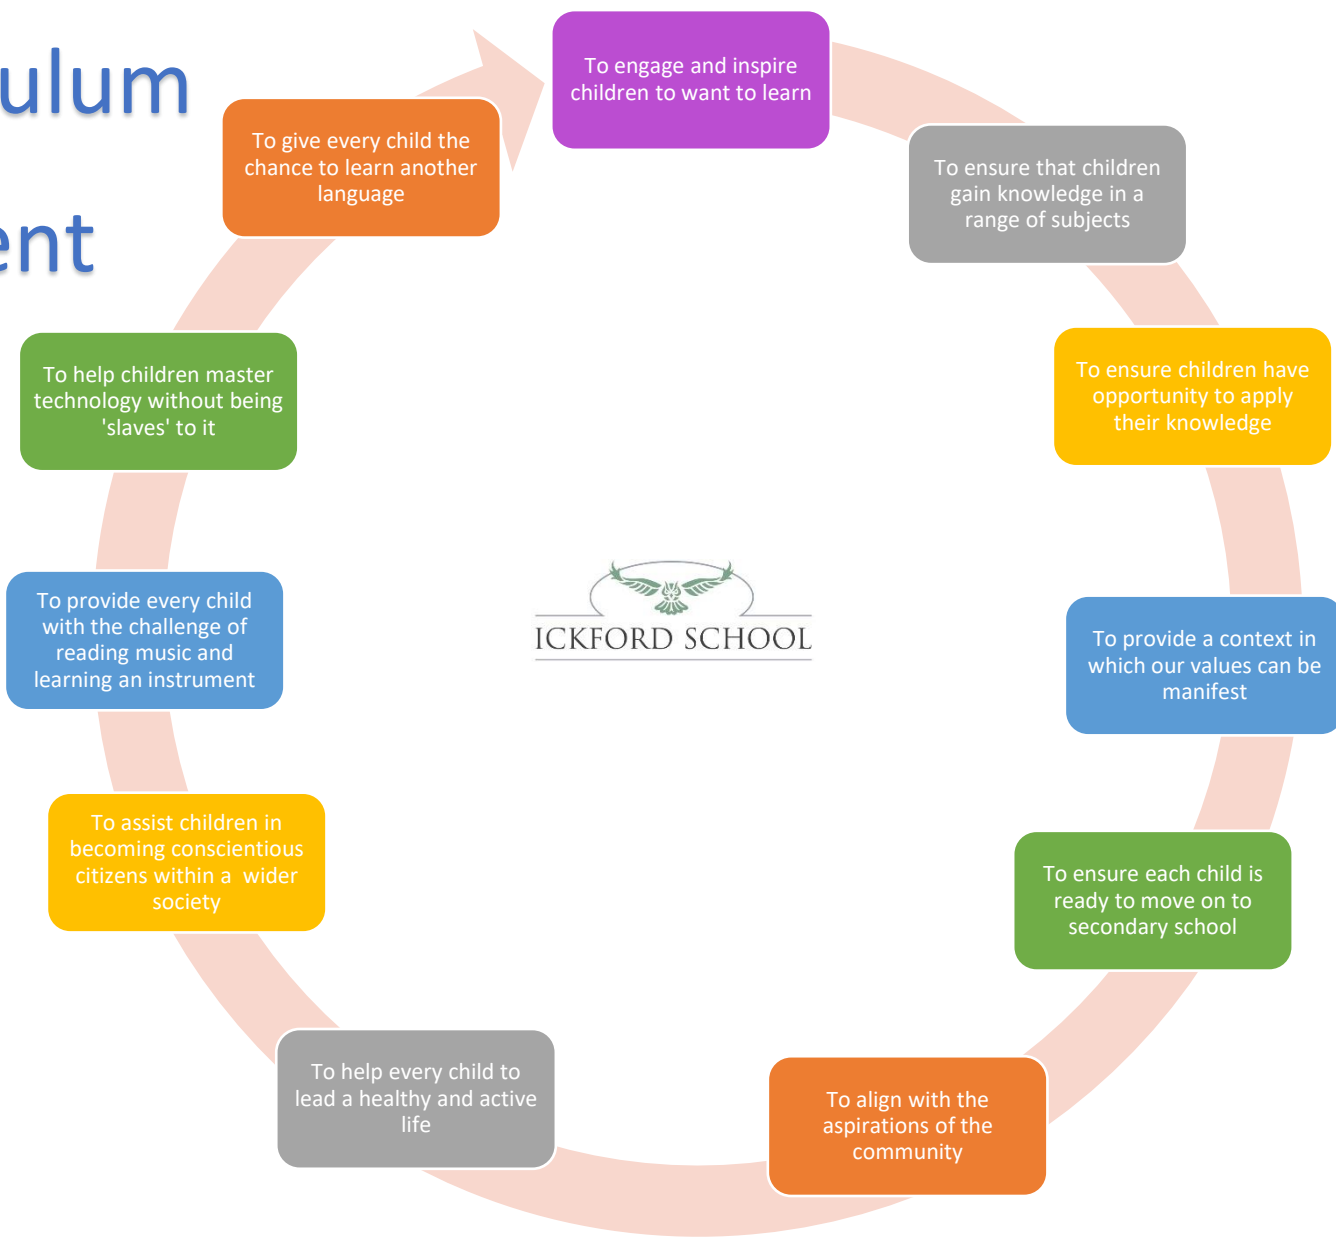 ulum
ent
To engage and inspire
children to want to learn
To ensure that children
gain knowledge in a
range of subjects
To ensure children have
opportunity to apply
their knowledge
To provide a context in
which our values can be
manifest
To ensure each child is
ready to move on to
secondary school
To align with the
aspirations of the
community
To help every child to
lead a healthy and active
life
To assist children in
becoming conscientious
citizens within a  wider
society
To provide every child
with the challenge of
reading music and
learning an instrument
To help children master
technology without being
'slaves' to it
To give every child the
chance to learn another
language
ICKFORD SCHOOL